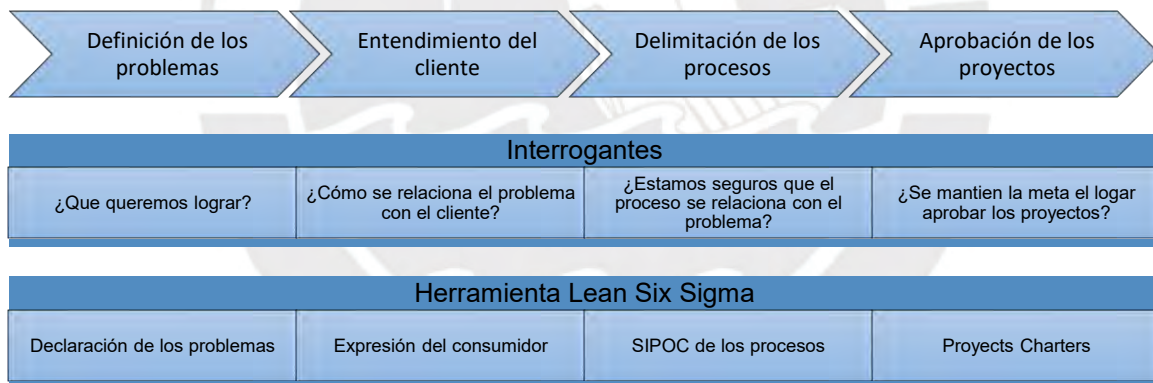 Definición de los
problemas
Entendimiento del
cliente
Delimitación de los
procesos
Aprobación de los
proyectos
Interrogantes
¿Que queremos lograr?
¿Cómo se relaciona el problema
con el cliente?
¿Estamos seguros que el
proceso se relaciona con el
problema?
¿Se mantien la meta el logar
aprobar los proyectos?
Herramienta Lean Six Sigma
Declaración de los problemas
Expresión del consumidor
SIPOC de los procesos
Proyects Charters